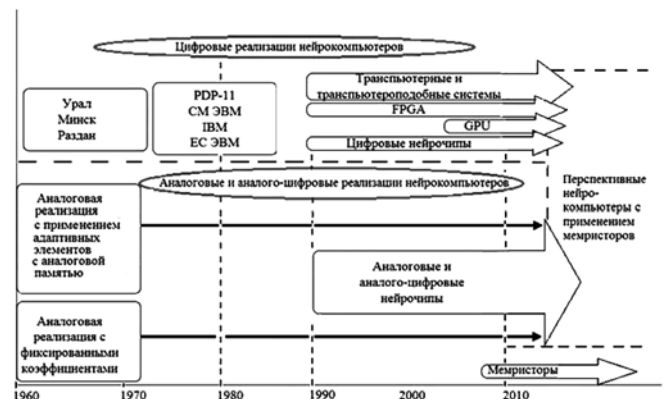 Цифровые реализации нейрокомпьютеров
Урал
Минск
Раздан
PDP-11
СМ ЭВМ
IBM
ЕС ЭВМ
Транспьютерные и
транспьютероподобные системы
FPGA
GPU
Цифровые нейрочипы
Аналоговые и аналого-цифровые реализации нейрокомпьютеров
Аналоговая
реализация
с применением
адаптивных
элементов
с аналоговой
памятью
Перспективные
нейро-
компьютеры с
применением
мемристоров
Аналоговые и
аналого-цифровые
нейрочипы
Аналоговая
реализация с
фиксированными
коэффициентами
Мемристоры
1960
1970
1980
1990
2000
2010